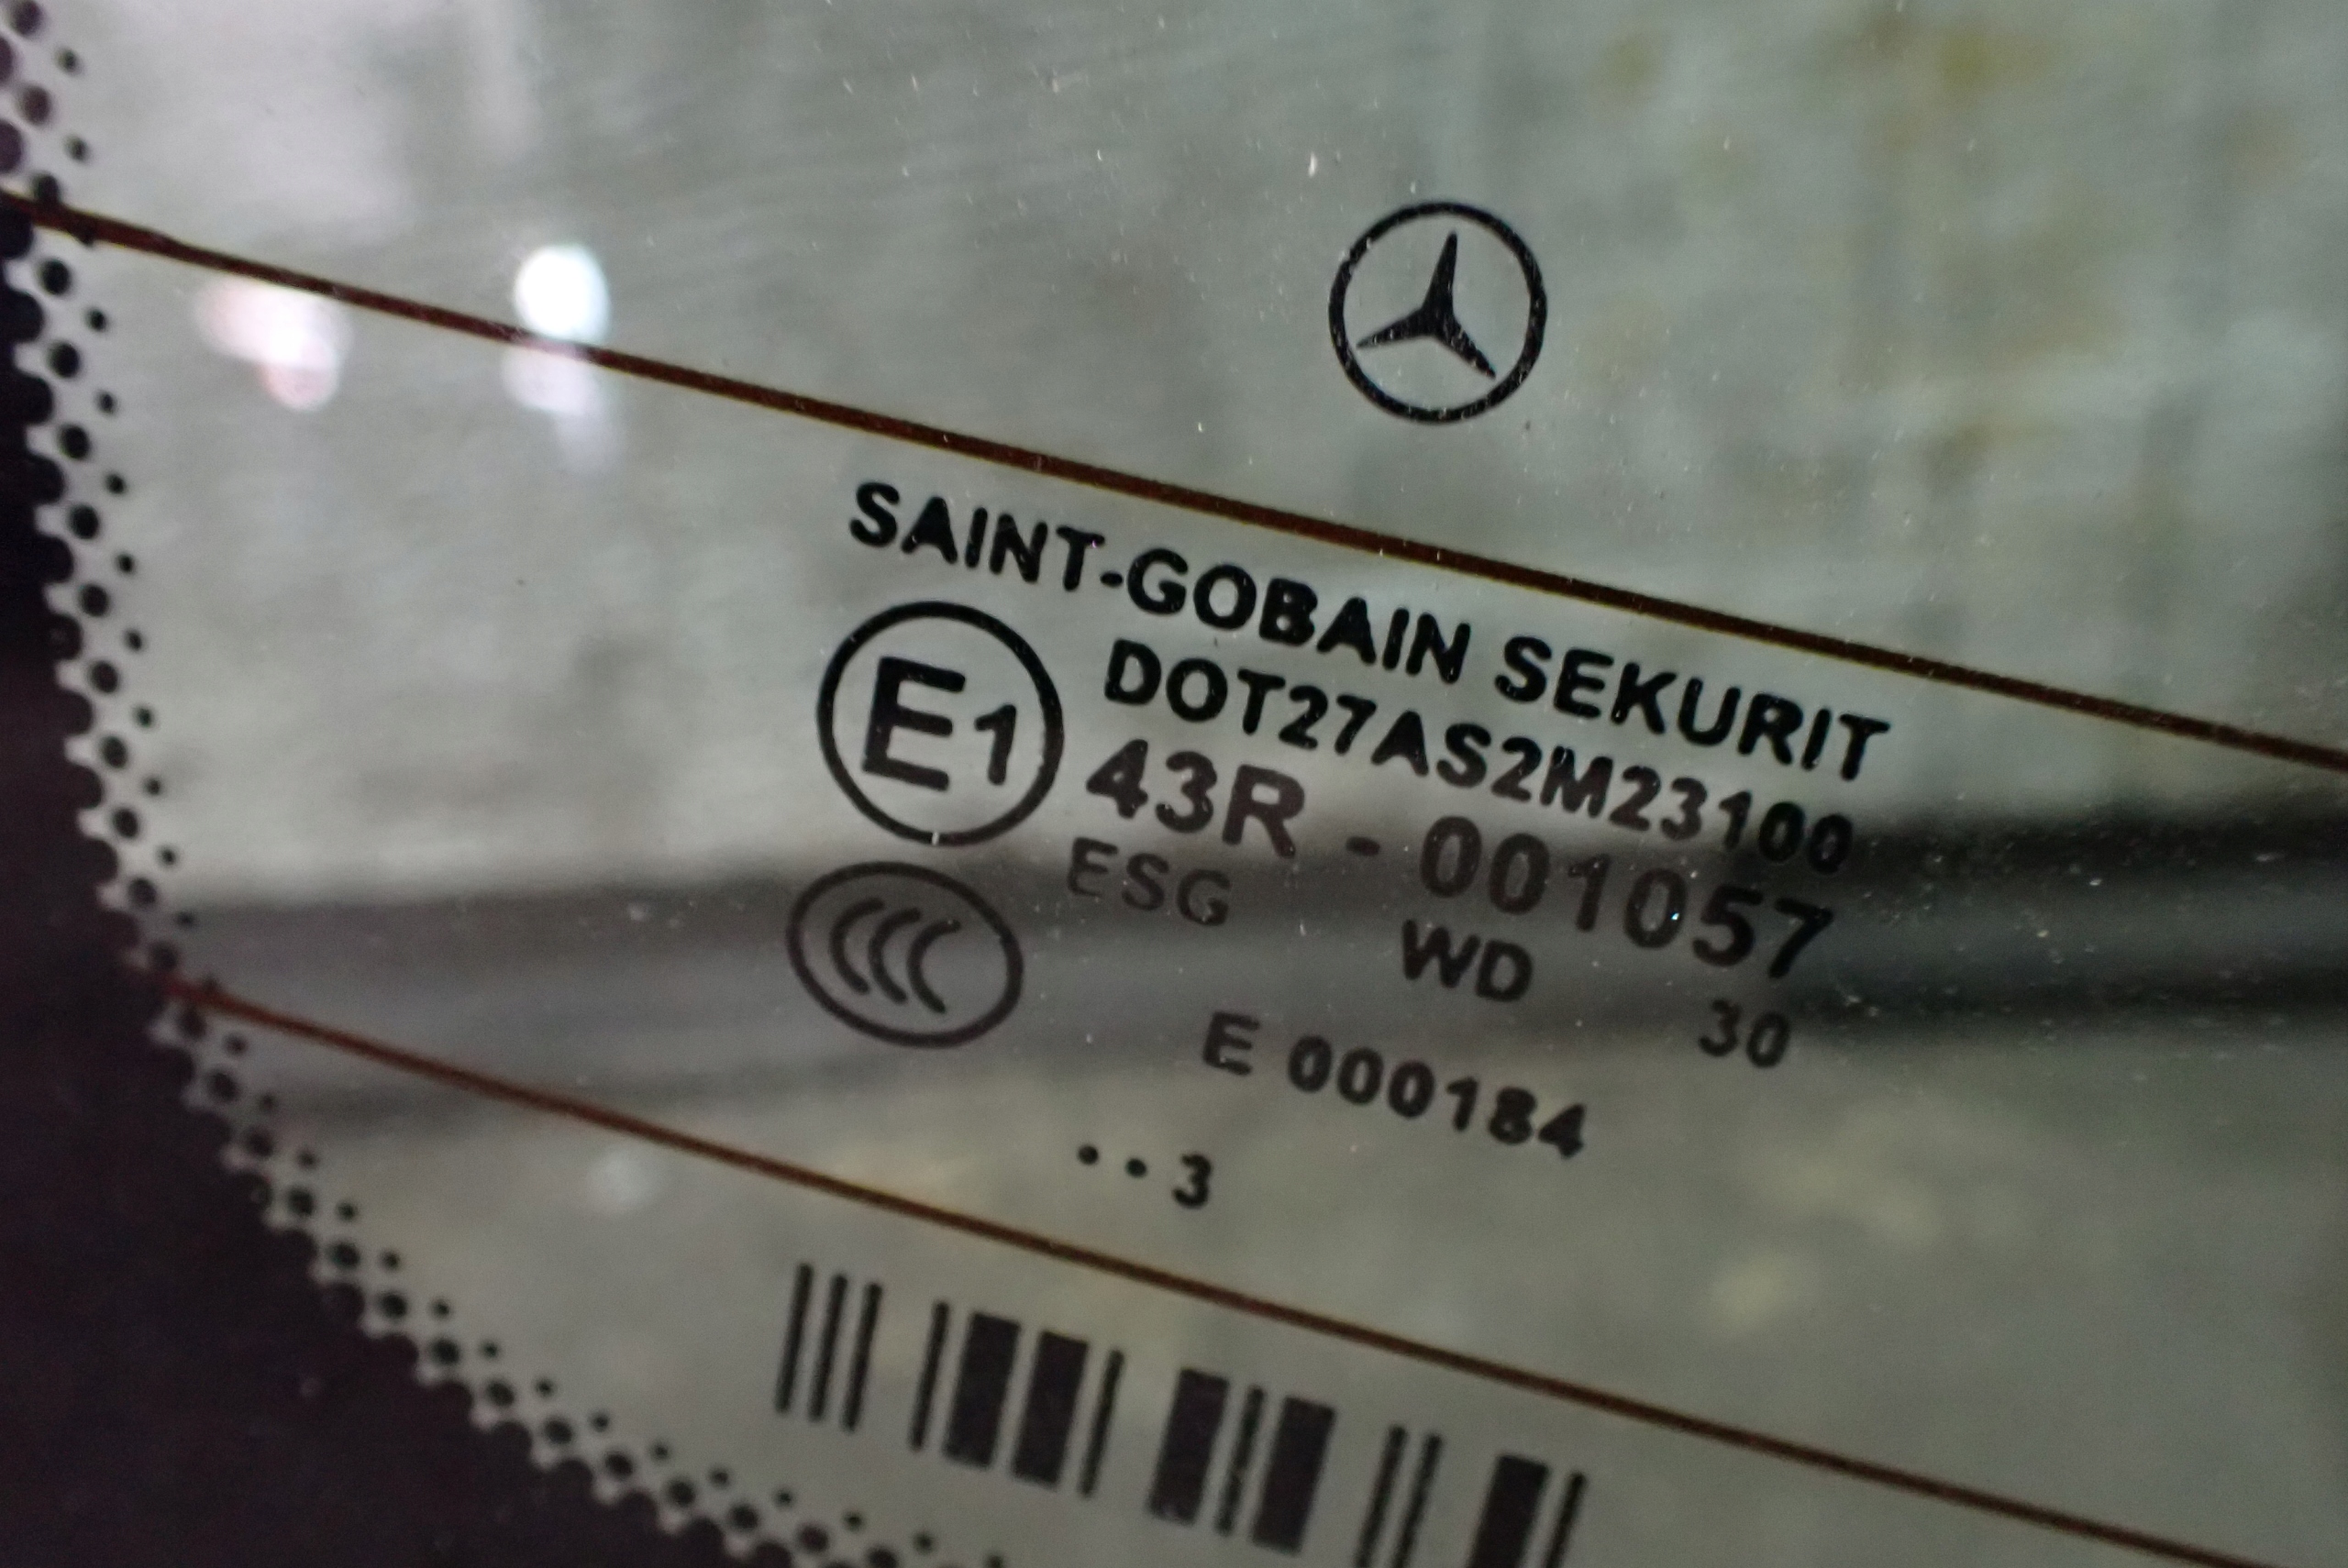 SAINT-GOBAIN SEKURIT
E1
DOT27AS2M23100
43R - 001057
ESG WD 30
E 000184
..3